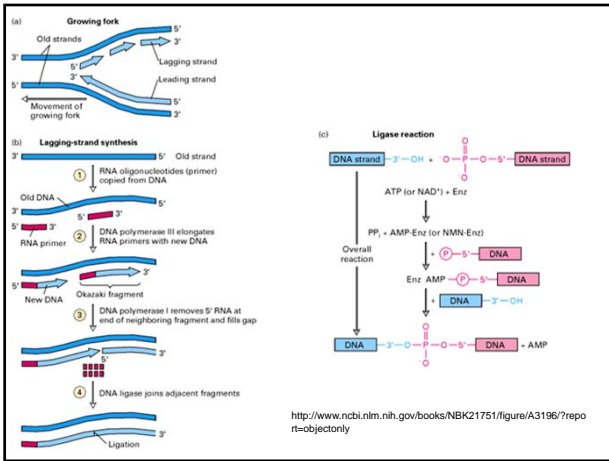 (a) Growing fork
Old strands
5'
3'
3'
5'
3'
Lagging strand
Leading strand
5'
5'
3'
Movement of
growing fork
(b) Lagging-strand synthesis
3' 5' Old strand
1 RNA oligonucleotides (primer)
copied from DNA
Old DNA
5' 3'
5' 3'
RNA primer
2 DNA polymerase III elongates
RNA primers with new DNA
3'
New DNA
Okazaki fragment
3 DNA polymerase I removes 5' RNA at
end of neighboring fragment and fills gap
3'
5'
4 DNA ligase joins adjacent fragments
3'
Ligation
(c) Ligase reaction
DNA strand 3'-OH + ⁻O-P-O-5' DNA strand
O
O⁻
ATP (or NAD⁺) + Enz
PPi + AMP-Enz (or NMN-Enz)
Overall
reaction
+ P-5' DNA
Enz AMP P-5' DNA
+ DNA 3'-OH
O
DNA 3'-O-P-O-5' DNA + AMP
O⁻
http://www.ncbi.nlm.nih.gov/books/NBK21751/figure/A3196/?repo
rt=objectonly